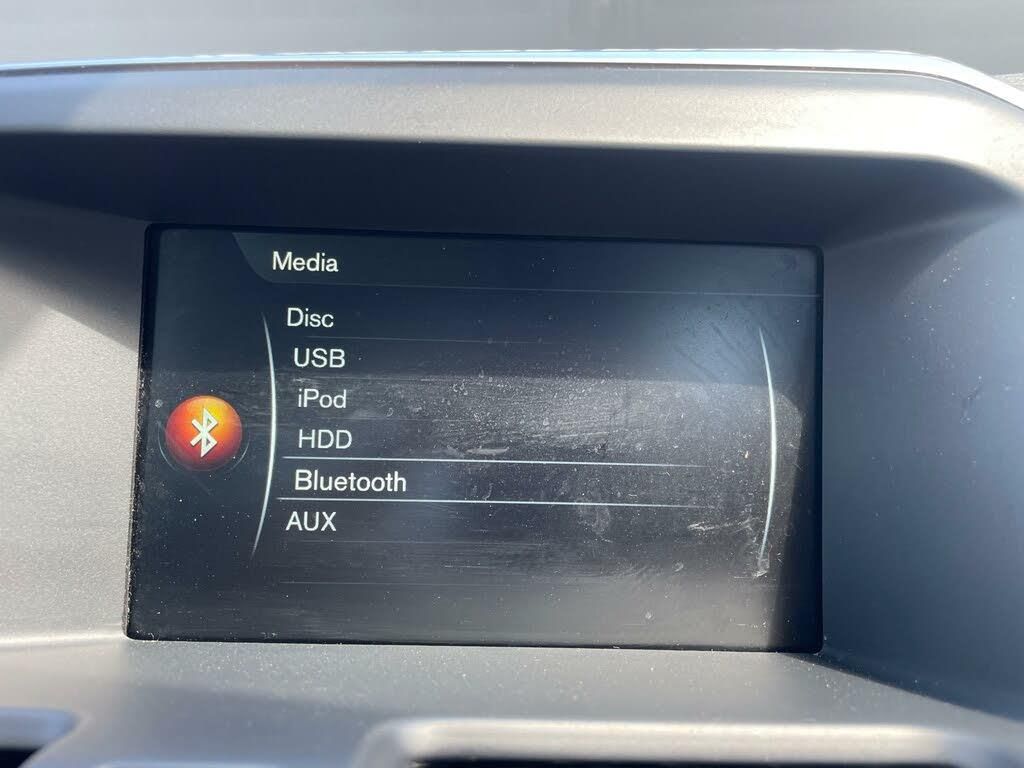 Media
Disc
USB
iPod
HDD
Bluetooth
AUX